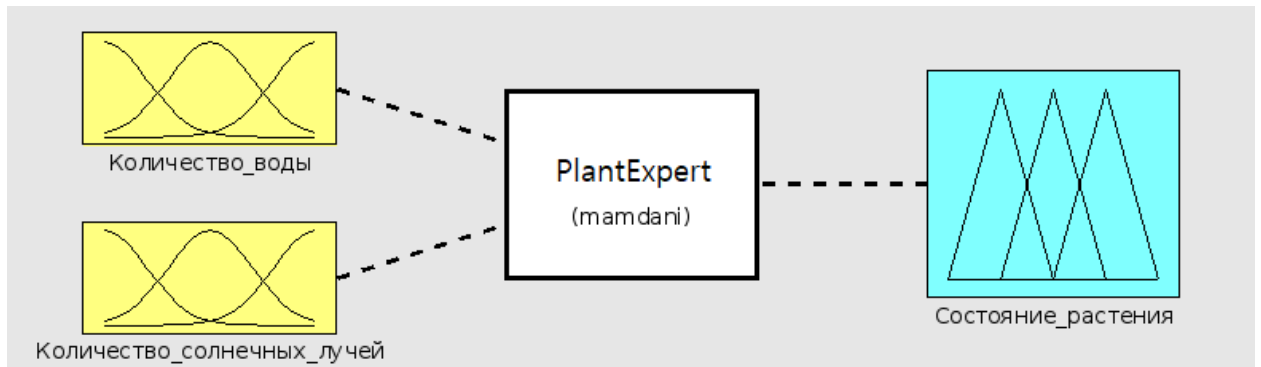 Количество_воды
PlantExpert
(mamdani)
Состояние_растения
Количество_солнечных_лучей